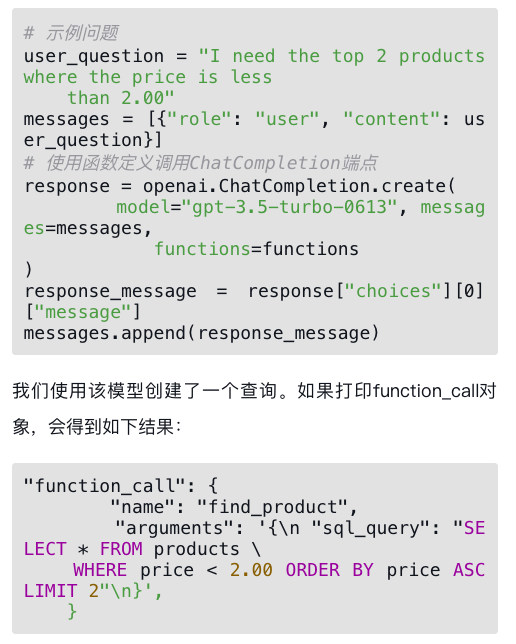 # 示例问题
user_question = "I need the top 2 products
where the price is less
    than 2.00"
messages = [{"role": "user", "content": us
er_question}]
# 使用函数定义调用ChatCompletion端点
response = openai.ChatCompletion.create(
        model="gpt-3.5-turbo-0613", messag
es=messages,
            functions=functions
)
response_message = response["choices"][0]
["message"]
messages.append(response_message)
我们使用该模型创建了一个查询。如果打印function_call对
象，会得到如下结果：
"function_call": {
        "name": "find_product",
        "arguments": '{\n "sql_query": "SE
LECT * FROM products \
    WHERE price < 2.00 ORDER BY price ASC
LIMIT 2"\n}',
    }